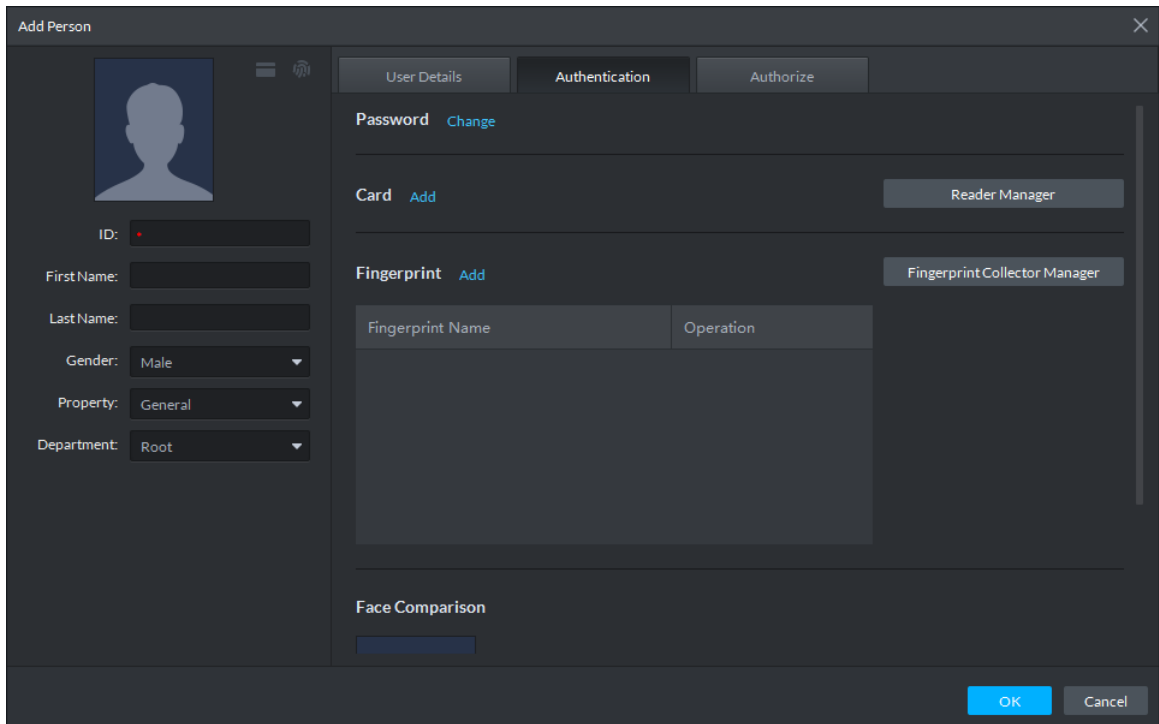 Add Person
User Details
Authentication
Authorize
Password Change
Card Add
Reader Manager
ID:
First Name:
Fingerprint Add
Fingerprint Collector Manager
Last Name:
Fingerprint Name
Operation
Gender: Male
Property: General
Department: Root
Face Comparison
OK
Cancel